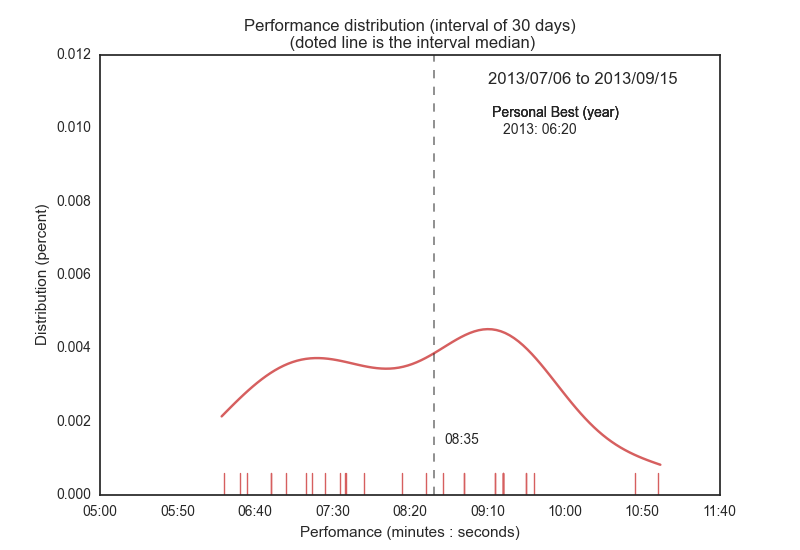 Performance distribution (interval of 30 days)
(doted line is the interval median)
0.012
2013/07/06 to 2013/09/15
Personal Best (year)
2013: 06:20
0.010
0.008
0.006
0.004
0.002
0.000
Distribution (percent)
08:35
05:00 05:50 06:40 07:30 08:20 09:10 10:00 10:50 11:40
Perfomance (minutes : seconds)